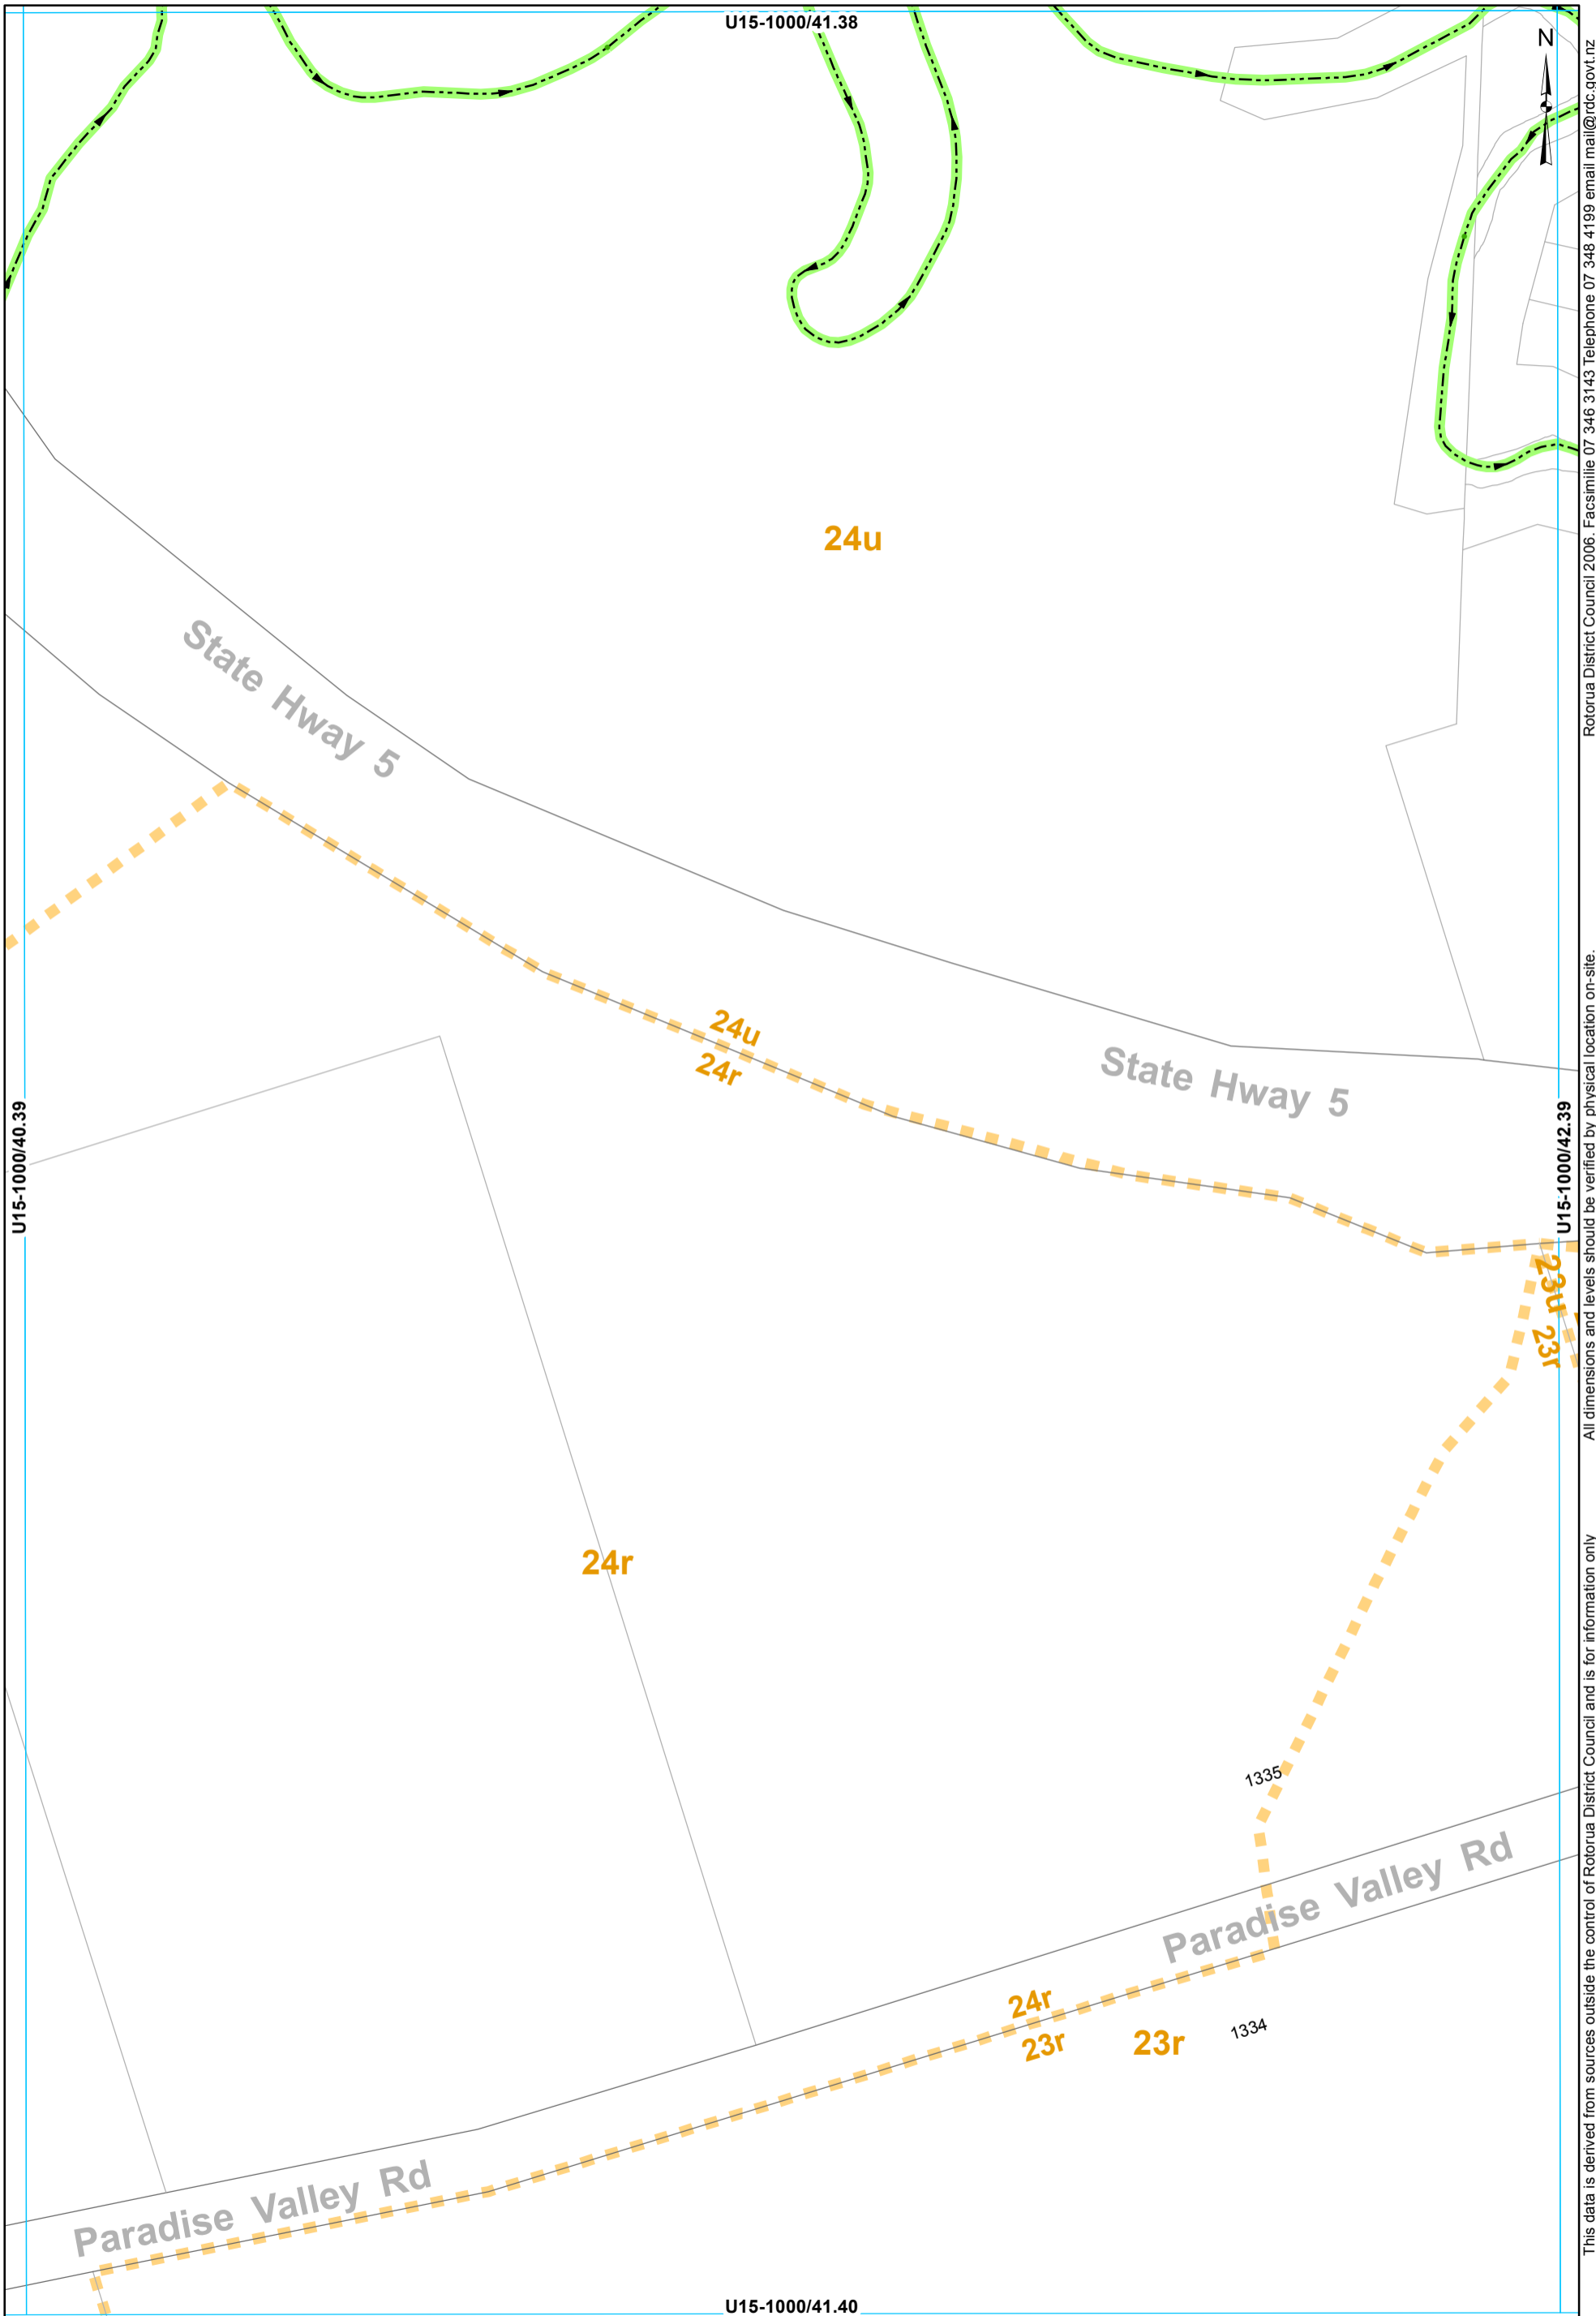 U15-1000/41.38
N
24u
State Hway 5
24u
24r
State Hway 5
U15-1000/40.39
U15-1000/42.39
23u
23r
24r
1335
Paradise Valley Rd
24r
23r
23r
1334
Paradise Valley Rd
U15-1000/41.40
This data is derived from sources outside the control of Rotorua District Council and is for information only
All dimensions and levels should be verified by physical location on-site.
Rotorua District Council 2006. Facsimilie 07 346 3143 Telephone 07 348 4199 email mail@rdc.govt.nz